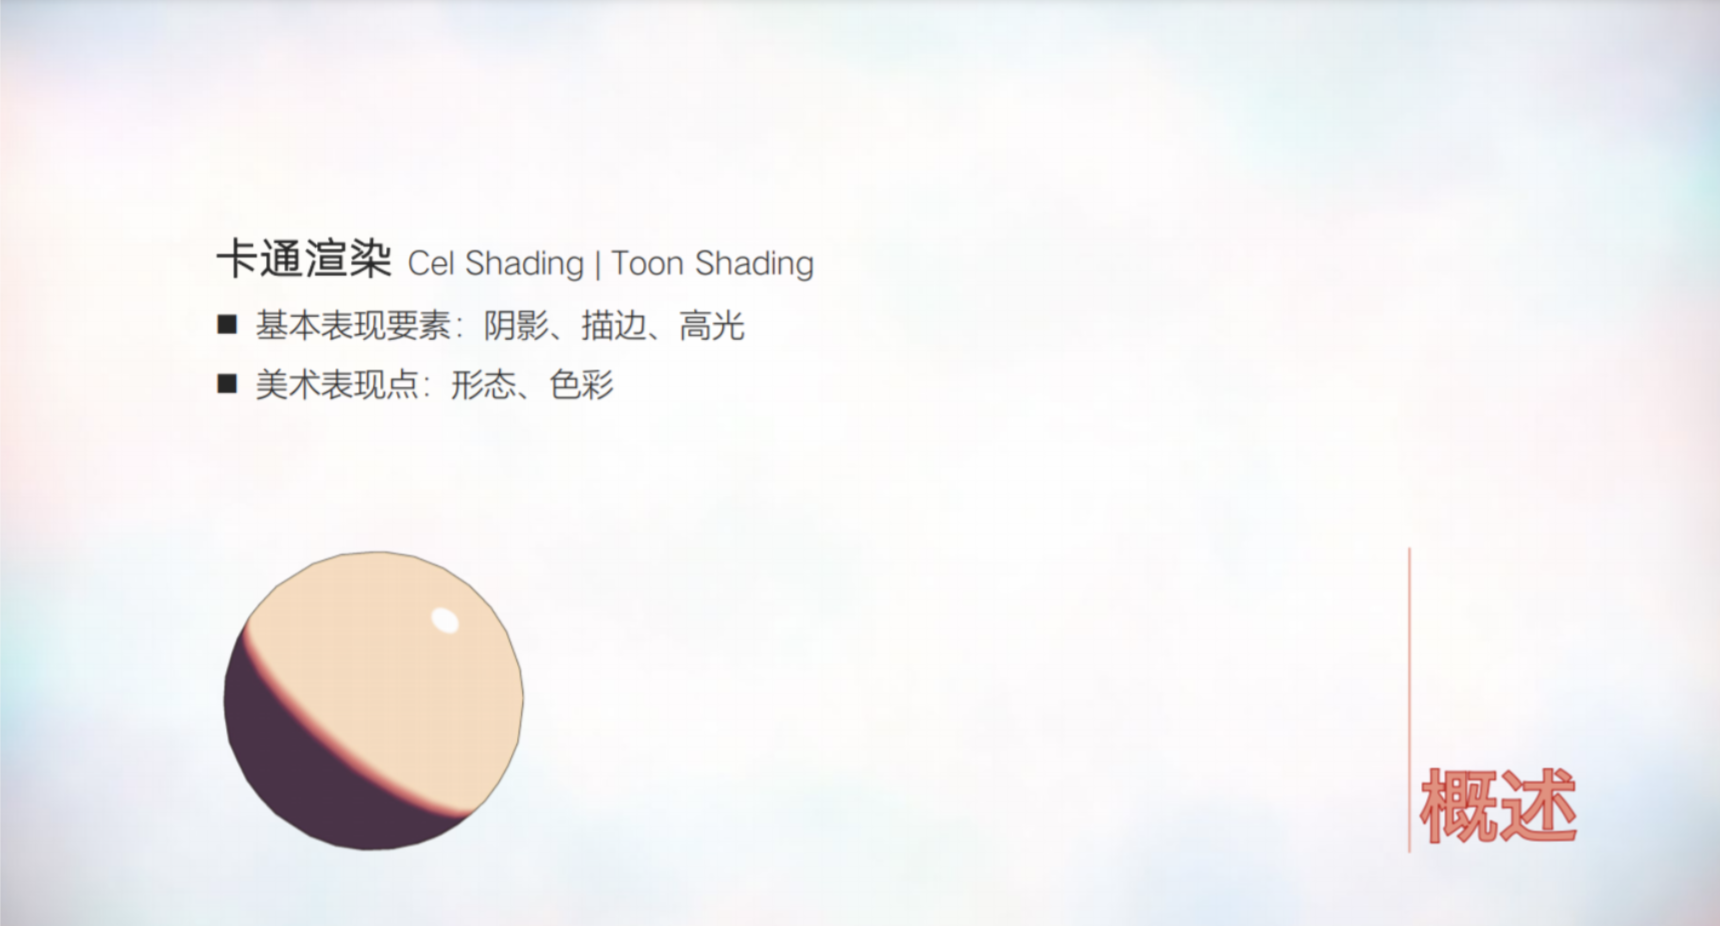 卡通渲染 Cel Shading | Toon Shading
■ 基本表现要素：阴影、描边、高光
■ 美术表现点：形态、色彩
概述